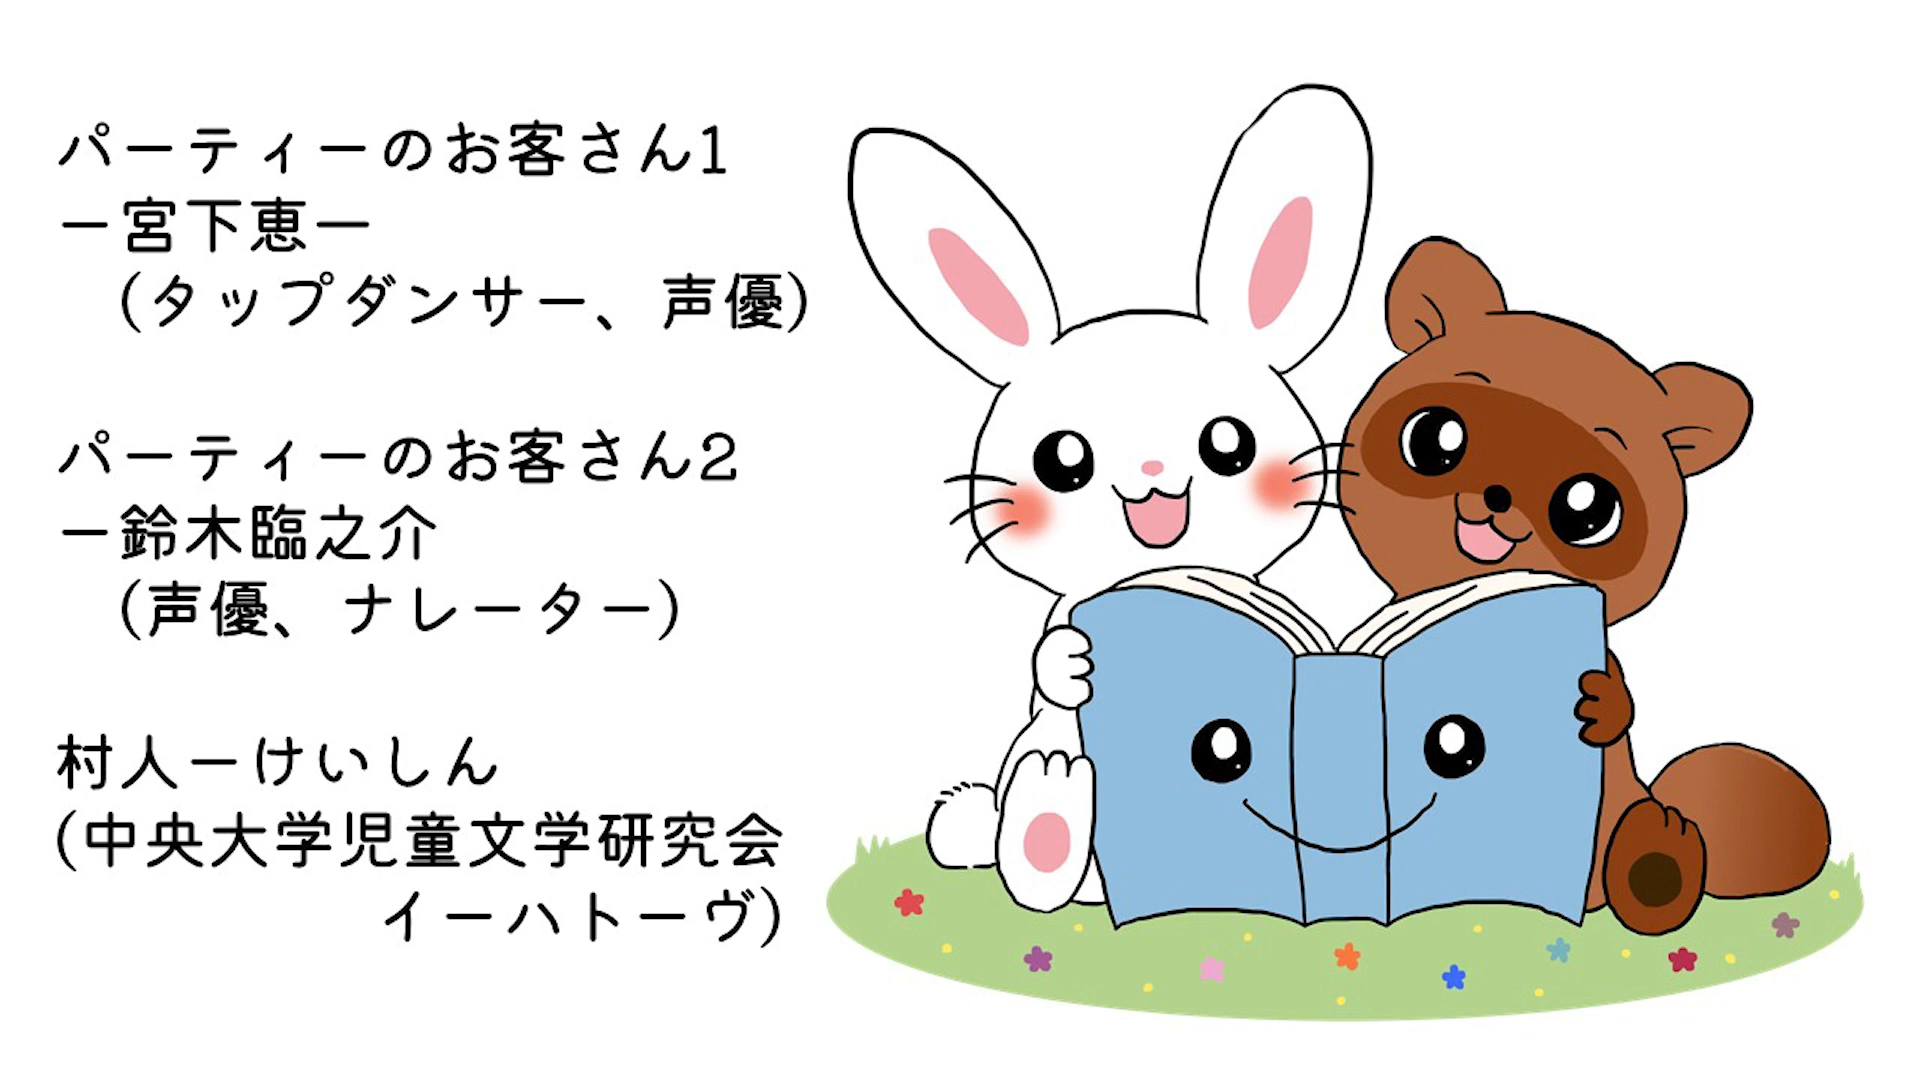 パーティーのお客さん1
ー宮下恵一
(タップダンサー、声優)
パーティーのお客さん2
ー鈴木臨之介
(声優、ナレーター)
村人ーけいしん
(中央大学児童文学研究会
イーハトーヴ)